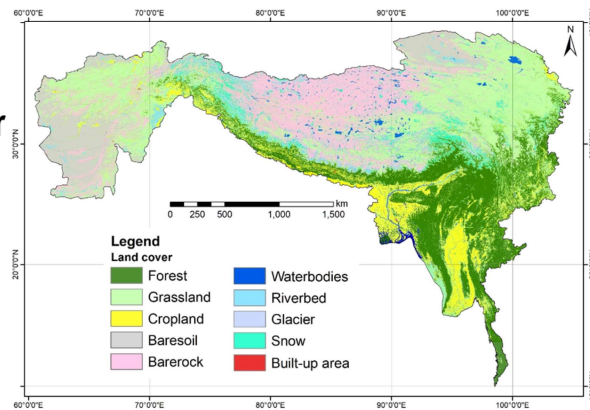 60°0'0"E 70°0'0"E 80°0'0"E 90°0'0"E 100°0'0"E
N
r
30°0'0"N
km
0 125 250 500 1,000 1,500
Legend
Land cover
Forest Waterbodies
Grassland Riverbed
20°0'0"N
Cropland Glacier
Baresoil Snow
Barerock Built-up area
60°0'0"E 70°0'0"E 80°0'0"E 90°0'0"E 100°0'0"E